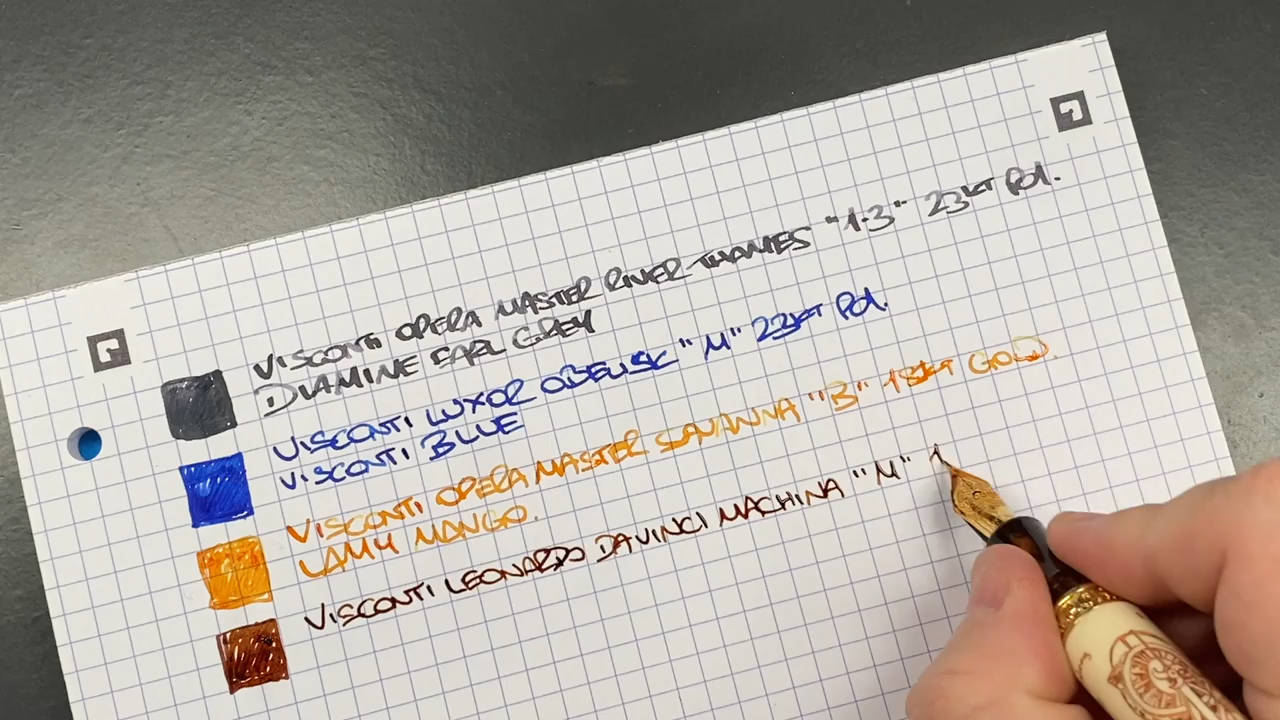 VISCONTI OPERA MASTER RIVER THAMES "1.3" 23KT Pd.
DIAMINE EARL GREY
VISCONTI LUXOR OBELISK "M" 23KT Pd.
VISCONTI BLUE
VISCONTI OPERA MASTER SAVANNA "B" 18KT GOLD.
LAMY MANGO.
VISCONTI LEONARDO DA VINCI MACHINA "M" 1